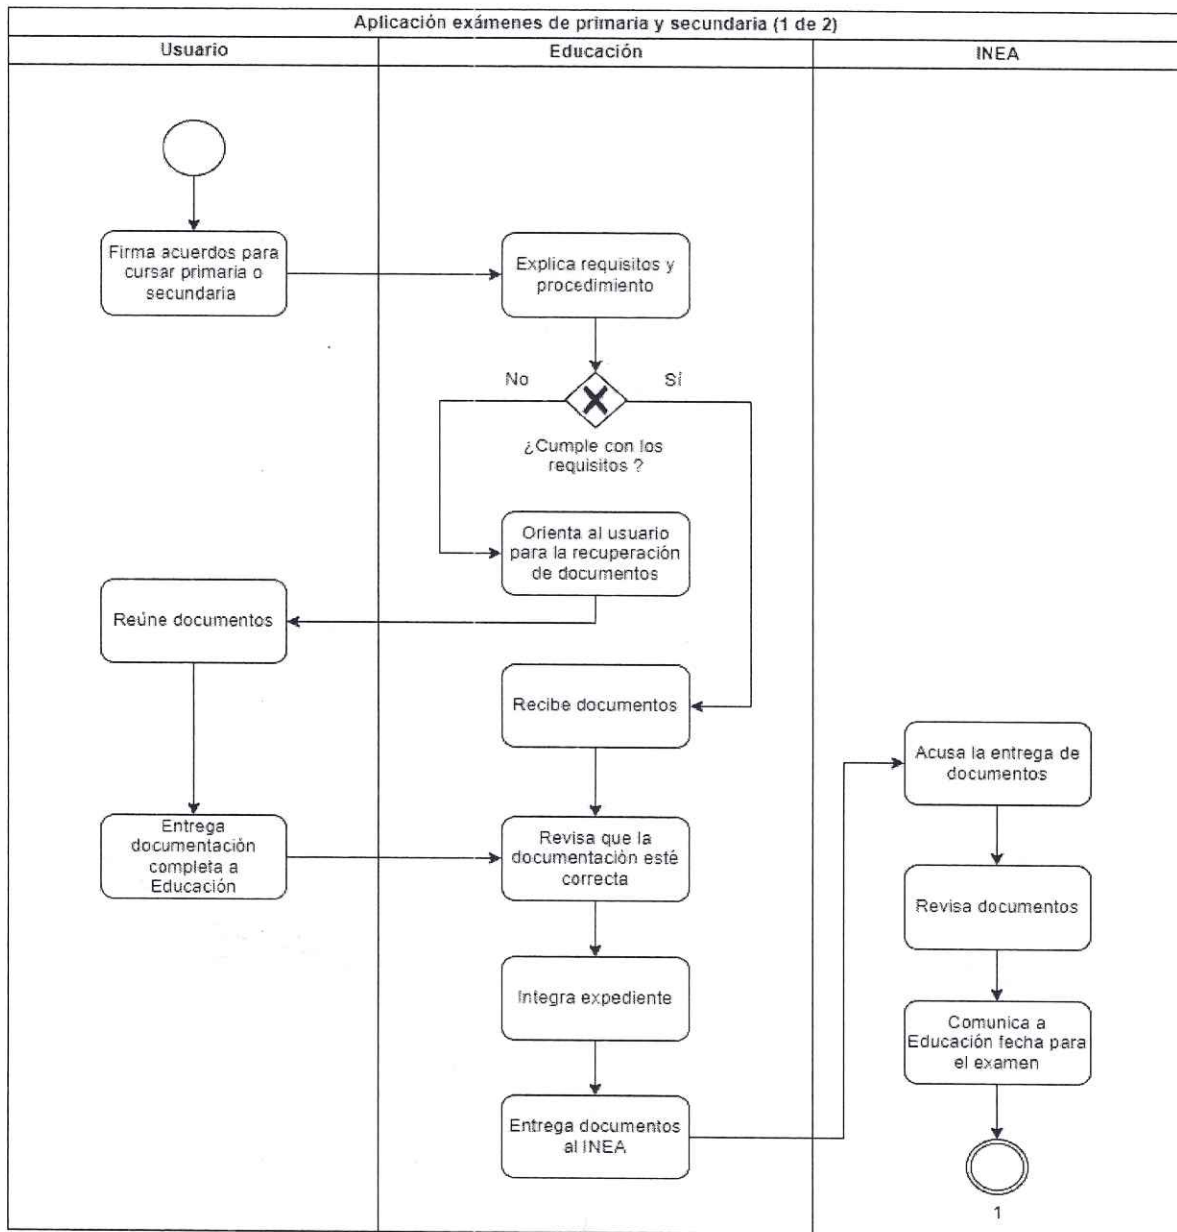 Aplicación exámenes de primaria y secundaria (1 de 2)
Usuario
Educación
INEA
Firma acuerdos para
cursar primaria o
secundaria
Explica requisitos y
procedimiento
No
Sí
¿Cumple con los
requisitos ?
Orienta al usuario
para la recuperación
de documentos
Reúne documentos
Recibe documentos
Acusa la entrega de
documentos
Entrega
documentación
completa a
Educación
Revisa que la
documentación esté
correcta
Revisa documentos
Integra expediente
Comunica a
Educación fecha para
el examen
Entrega documentos
al INEA
1